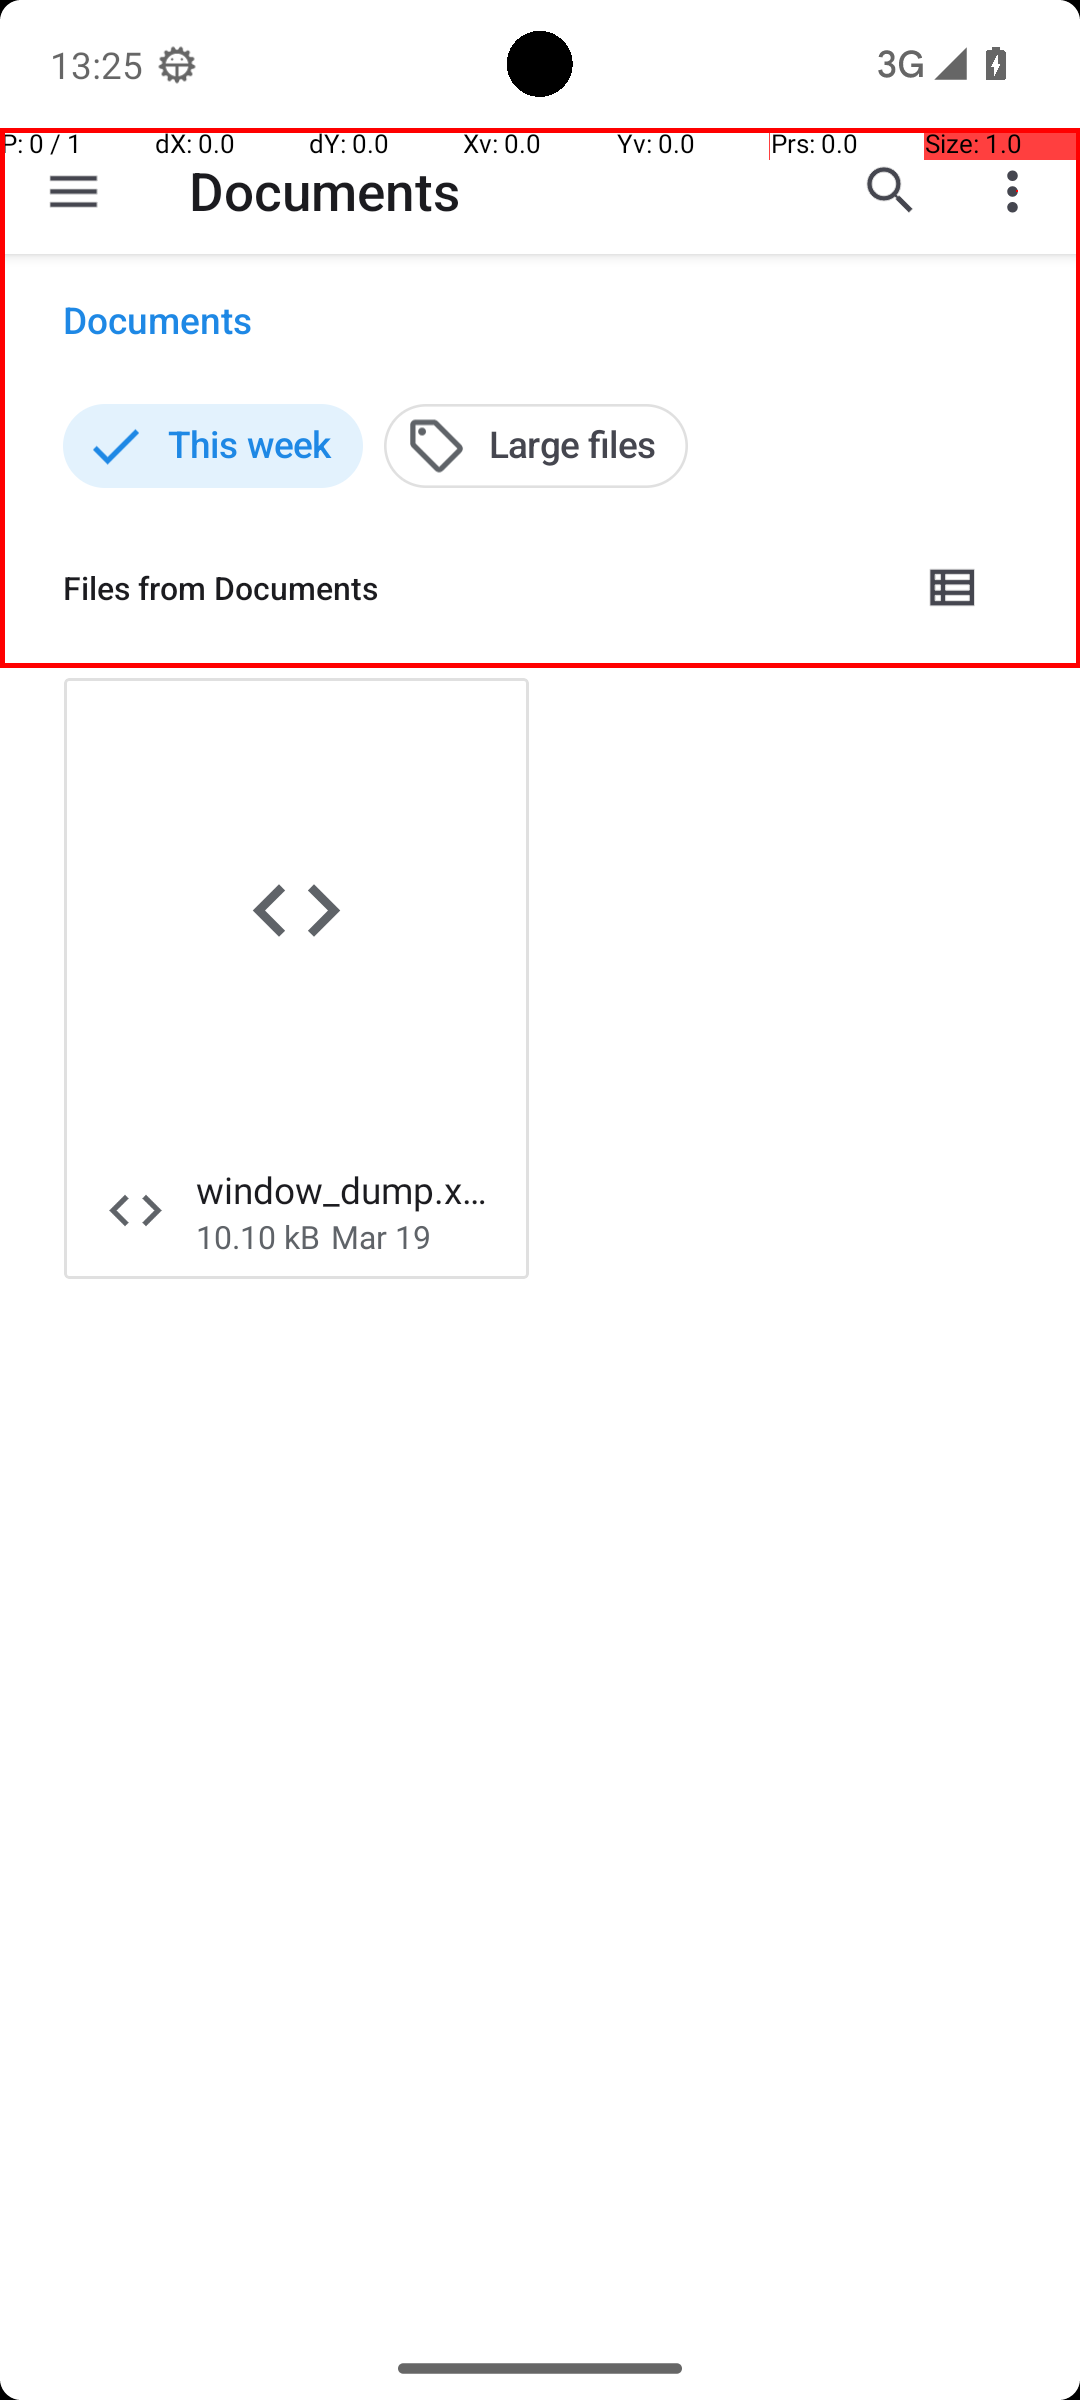 13:25
3G
P: 0 / 1 dX: 0.0 dY: 0.0 Xv: 0.0 Yv: 0.0 Prs: 0.0 Size: 1.0
Documents
Documents
This week
Large files
Files from Documents
window_dump.x...
10.10 kB Mar 19